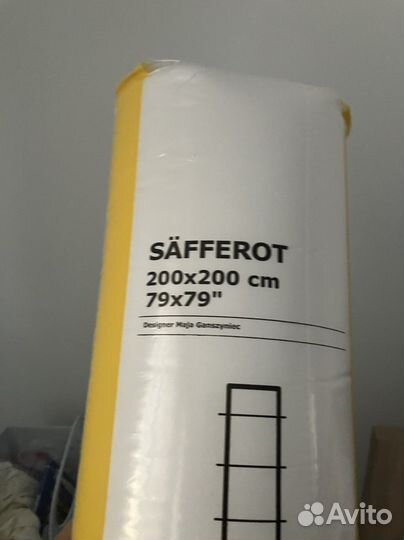 SÄFFEROT
200x200 cm
79x79"
Designer Maja Ganszyniec
Avito